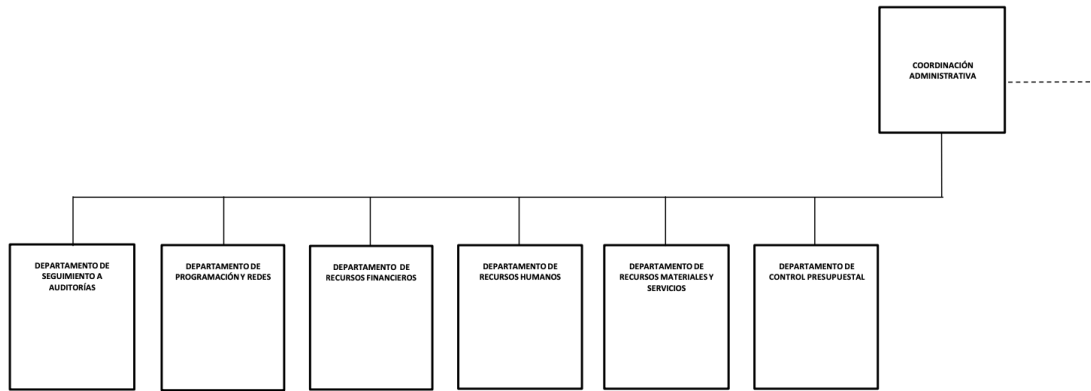 COORDINACIÓN
ADMINISTRATIVA
DEPARTAMENTO DE
SEGUIMIENTO A
AUDITORÍAS
DEPARTAMENTO DE
PROGRAMACIÓN Y REDES
DEPARTAMENTO DE
RECURSOS FINANCIEROS
DEPARTAMENTO DE
RECURSOS HUMANOS
DEPARTAMENTO DE
RECURSOS MATERIALES Y
SERVICIOS
DEPARTAMENTO DE
CONTROL PRESUPUESTAL